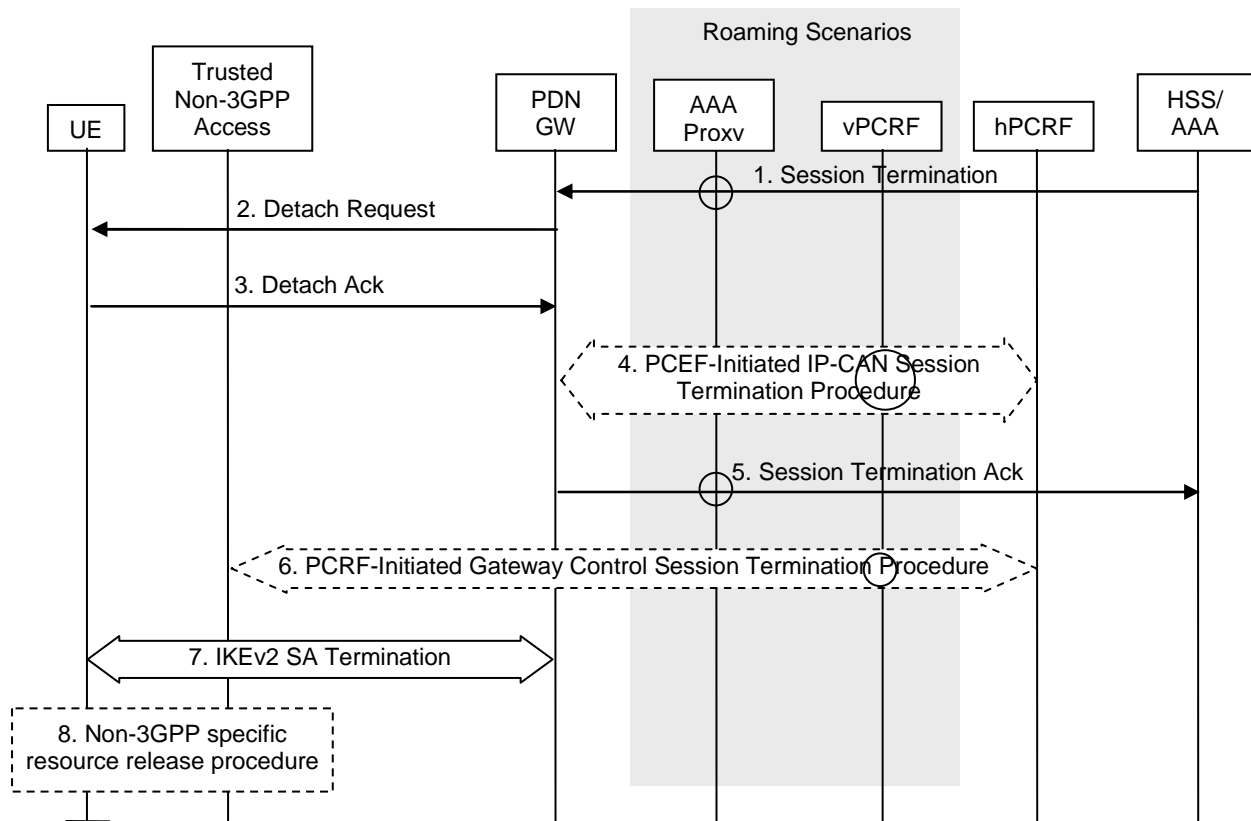 Roaming Scenarios
UE
Trusted
Non-3GPP
Access
PDN
GW
AAA
Proxv
vPCRF
hPCRF
HSS/
AAA
1. Session Termination
2. Detach Request
3. Detach Ack
4. PCEF-Initiated IP-CAN Session
Termination Procedure
5. Session Termination Ack
6. PCRF-Initiated Gateway Control Session Termination Procedure
7. IKEv2 SA Termination
8. Non-3GPP specific
resource release procedure